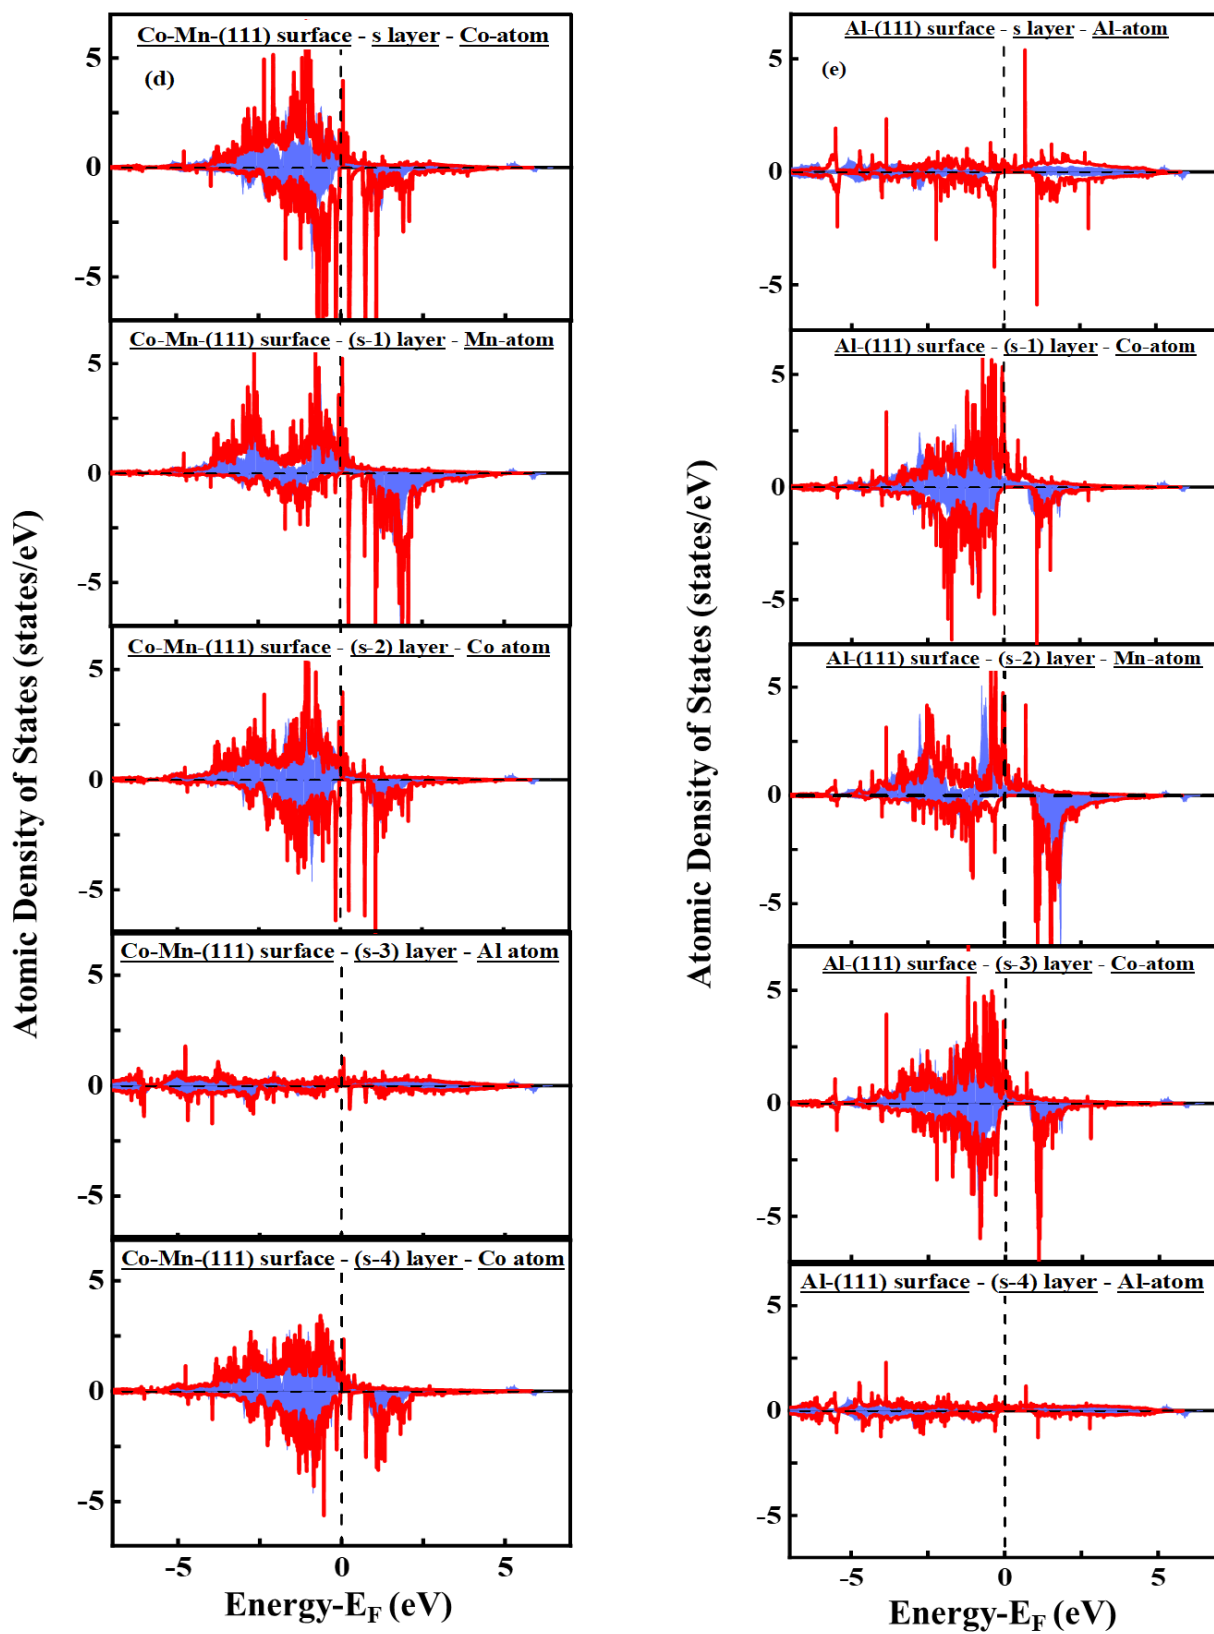 Co-Mn-(111) surface - s layer - Co-atom
(d)
5
0
-5
Co-Mn-(111) surface - (s-1) layer - Mn-atom
5
0
-5
Co-Mn-(111) surface - (s-2) layer - Co atom
5
0
-5
Co-Mn-(111) surface - (s-3) layer - Al atom
5
0
-5
Co-Mn-(111) surface - (s-4) layer - Co atom
5
0
-5
-5 0 5
Energy-EF (eV)
Atomic Density of States (states/eV)
Al-(111) surface - s layer - Al-atom
(e)
5
0
-5
Al-(111) surface - (s-1) layer - Co-atom
5
0
-5
Al-(111) surface - (s-2) layer - Mn-atom
5
0
-5
Al-(111) surface - (s-3) layer - Co-atom
5
0
-5
Al-(111) surface - (s-4) layer - Al-atom
5
0
-5
-5 0 5
Energy-EF (eV)
Atomic Density of States (states/eV)